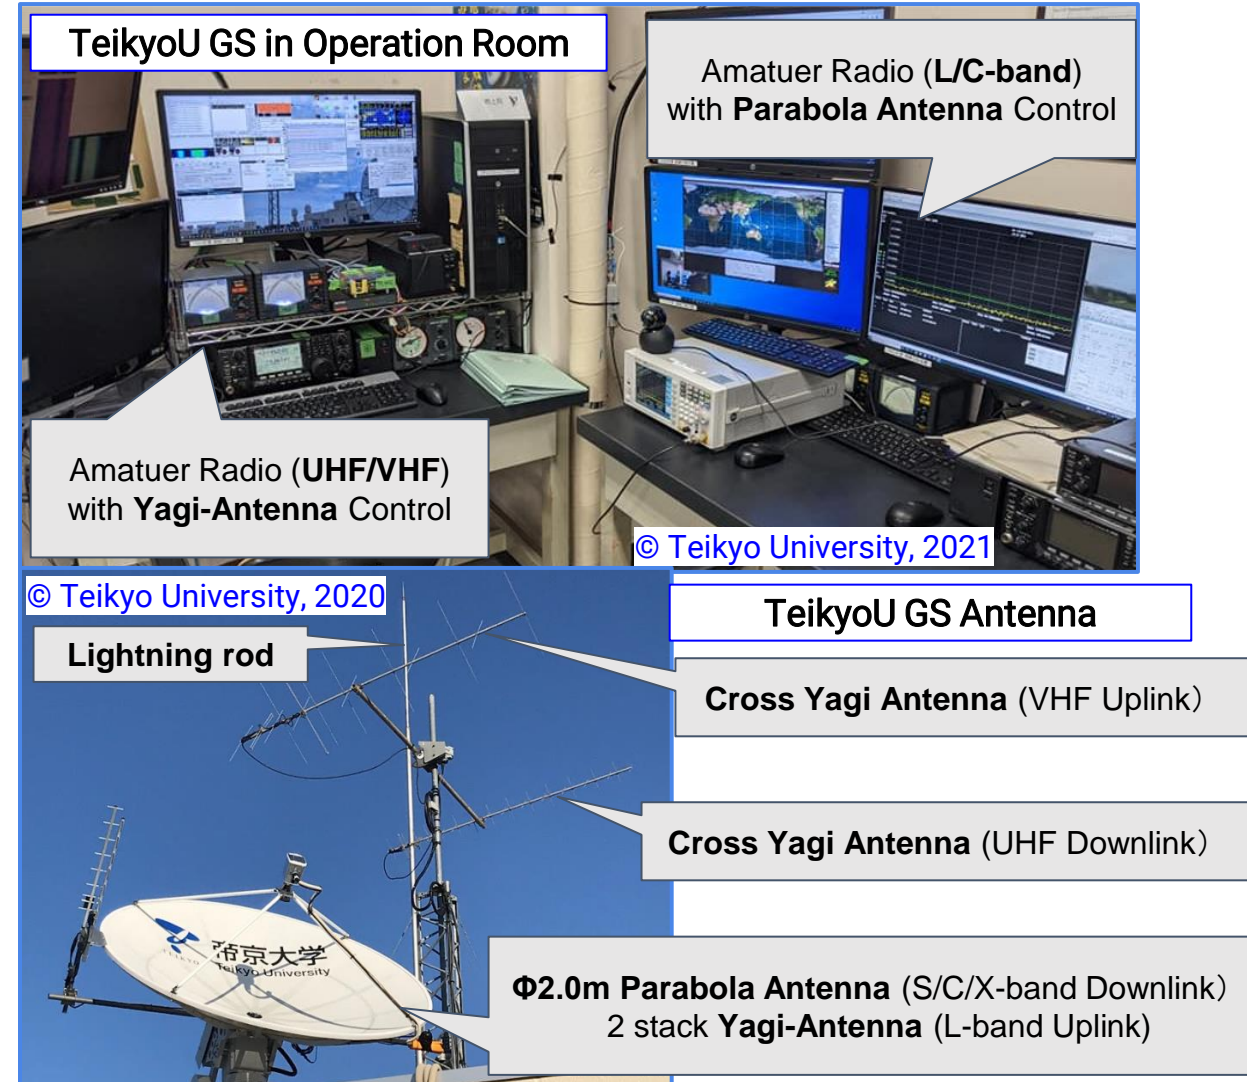 TeikyoU GS in Operation Room
Amatuer Radio (L/C-band)
with Parabola Antenna Control
Amatuer Radio (UHF/VHF)
with Yagi-Antenna Control
© Teikyo University, 2021
© Teikyo University, 2020
TeikyoU GS Antenna
Lightning rod
Cross Yagi Antenna (VHF Uplink）
Cross Yagi Antenna (UHF Downlink）
帝京大学
Teikyo University
TEIKYO
Φ2.0m Parabola Antenna (S/C/X-band Downlink）
2 stack Yagi-Antenna (L-band Uplink)